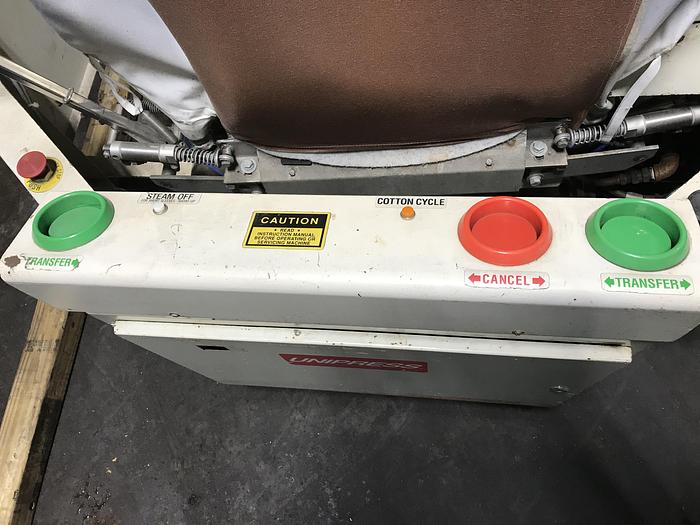 STEAM OFF
COTTON CYCLE
CAUTION
• READ •
INSTRUCTION MANUAL
BEFORE OPERATING OR
SERVICING MACHINE
TRANSFER
CANCEL
TRANSFER
UNIPRESS